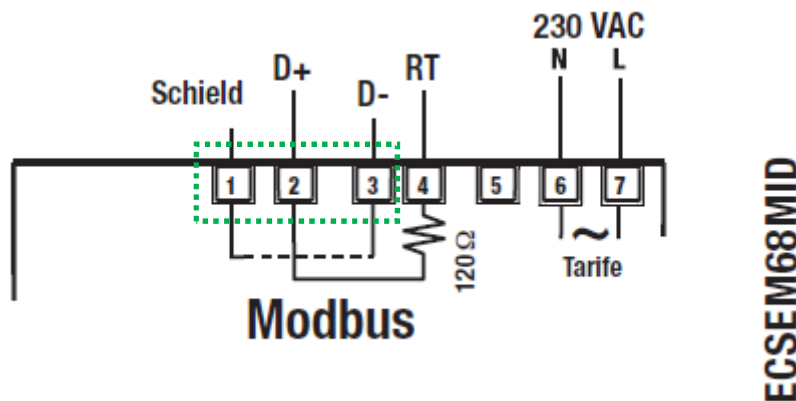 230 VAC
Schield D+ D- RT N L
1 2 3 4 5 6 7
120 Ω
~
Tarife
Modbus
ECSEM68MID